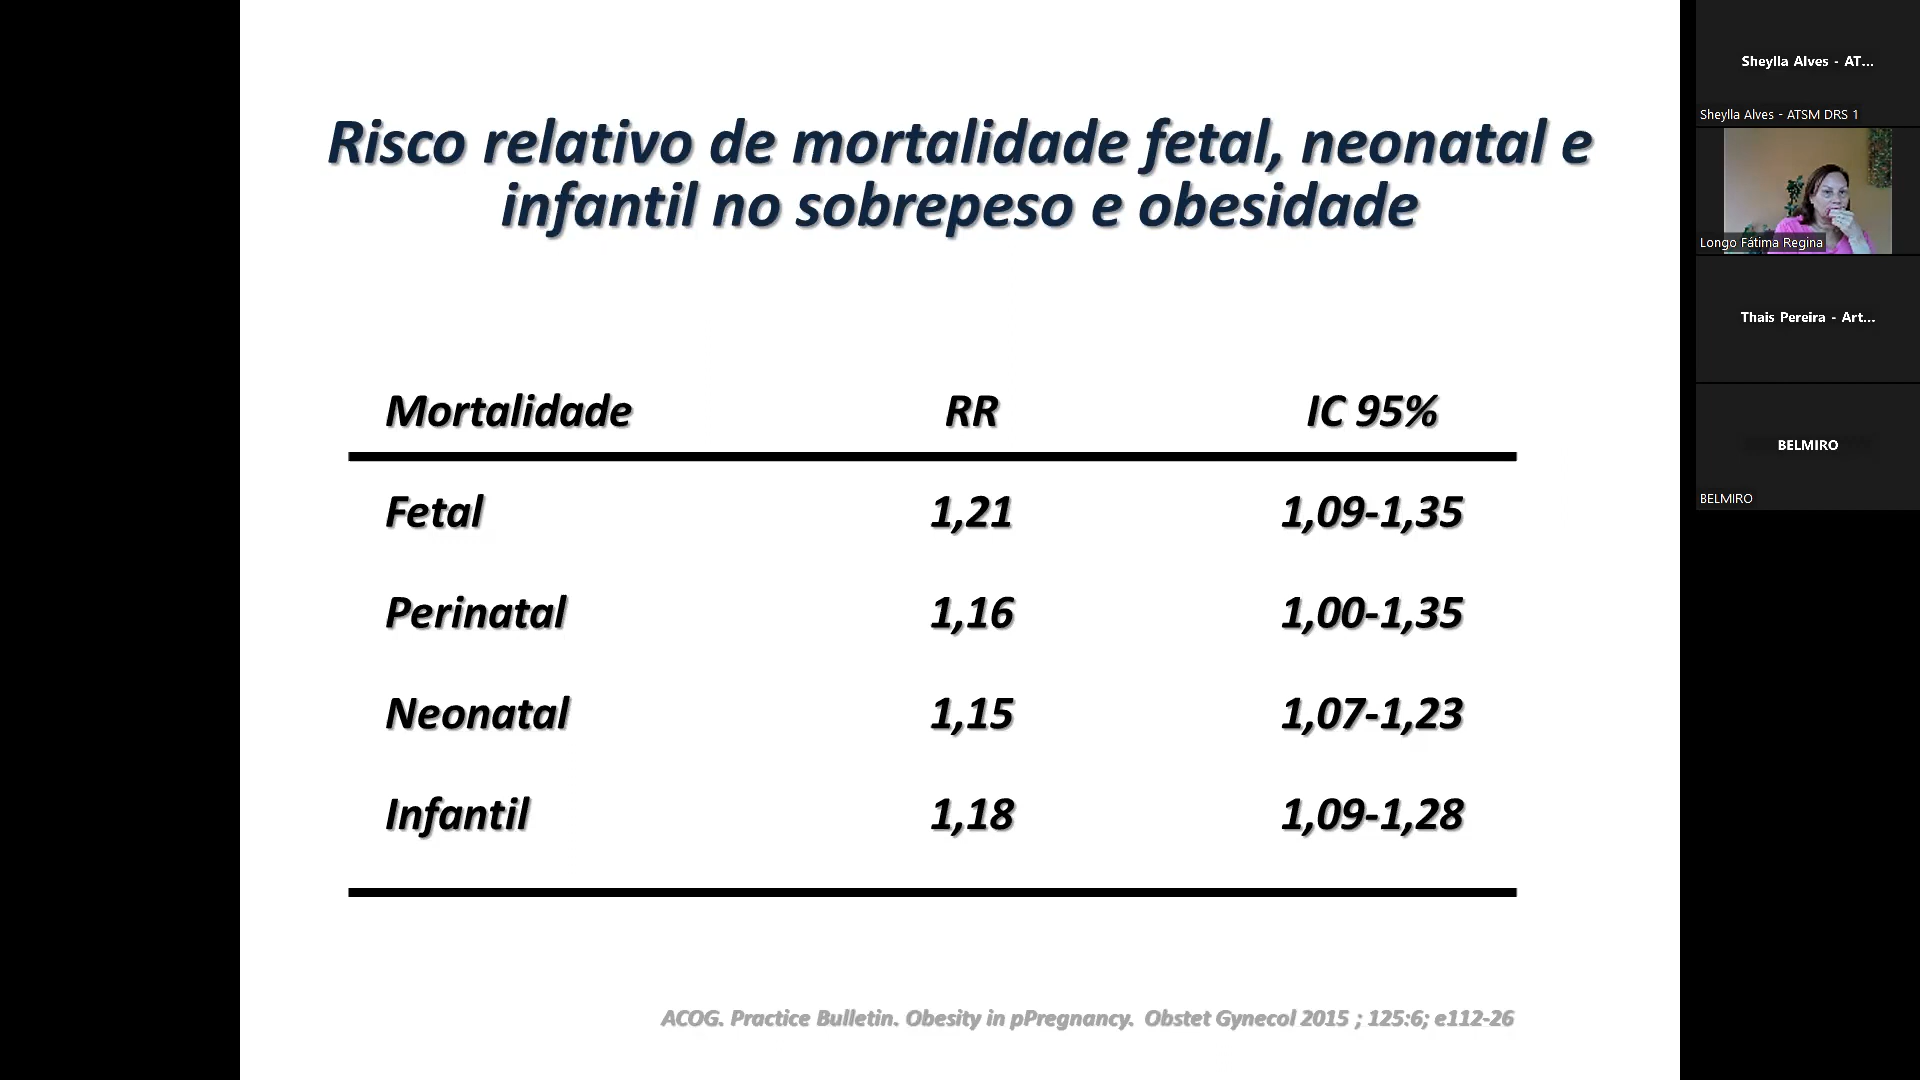 Risco relativo de mortalidade fetal, neonatal e
infantil no sobrepeso e obesidade
Mortalidade RR IC 95%
Fetal 1,21 1,09-1,35
Perinatal 1,16 1,00-1,35
Neonatal 1,15 1,07-1,23
Infantil 1,18 1,09-1,28
ACOG. Practice Bulletin. Obesity in pPregnancy. Obstet Gynecol 2015 ; 125:6; e112-26
Sheylla Alves - AT...
Sheylla Alves - ATSM DRS 1
Longo Fátima Regina
Thais Pereira - Art...
BELMIRO
BELMIRO